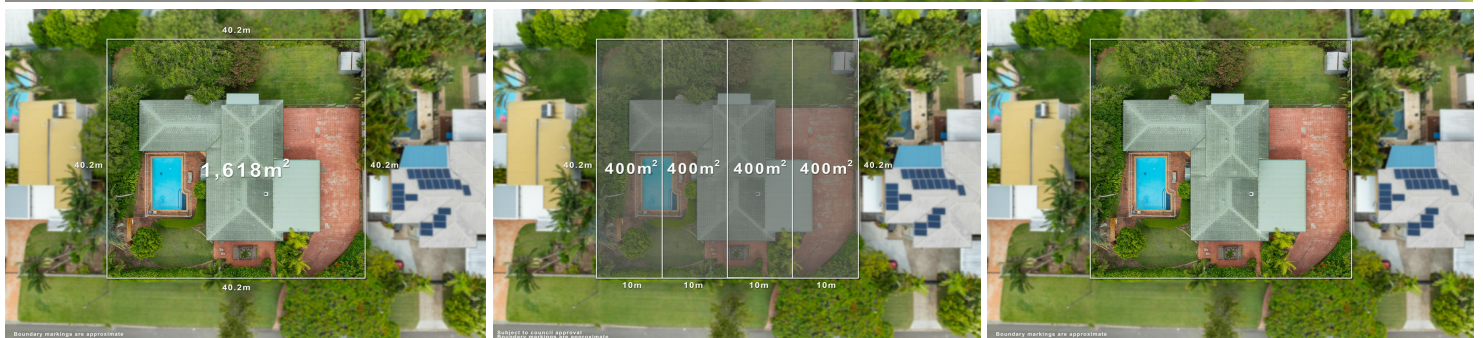 40.2m
40.2m
1,618m²
40.2m
40.2m
Boundary markings are approximate
40.2m
400m²
400m²
400m²
400m²
40.2m
10m
10m
10m
10m
Subject to council approval
Boundary markings are approximate
Boundary markings are approximate